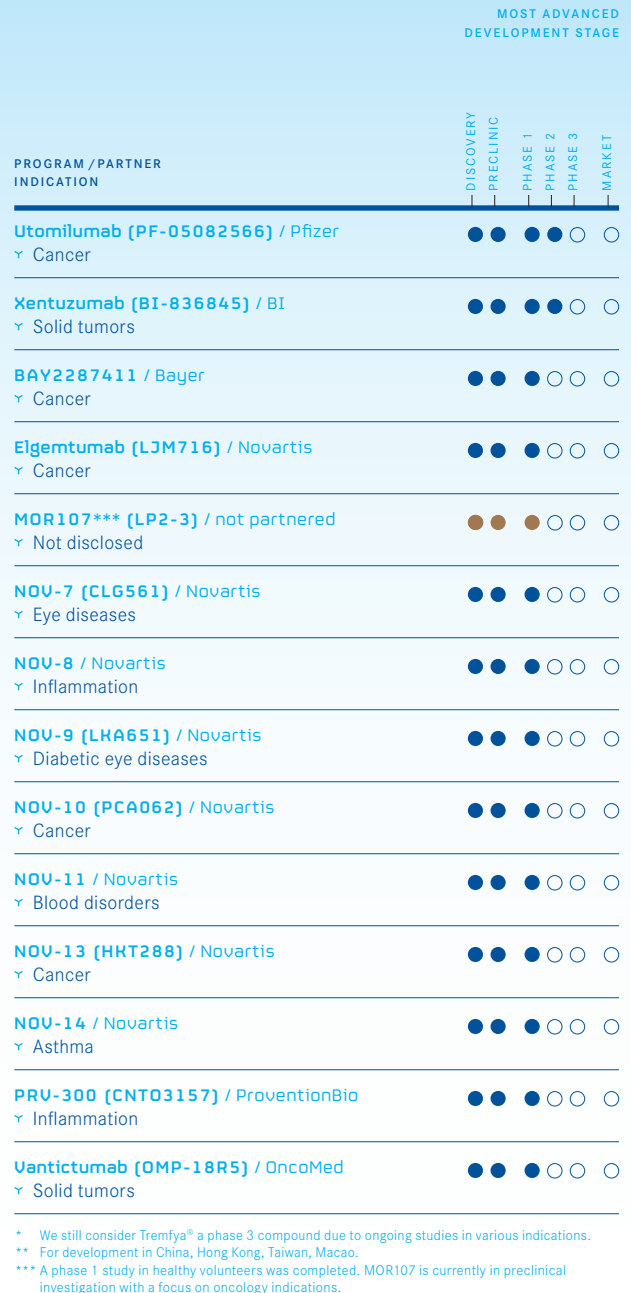 MOST ADVANCED
DEVELOPMENT STAGE
DISCOVERY
PRECLINIC
PHASE 1
PHASE 2
PHASE 3
MARKET
PROGRAM / PARTNER
INDICATION
Utomilumab (PF-05082566) / Pfizer
Cancer
Xentuzumab (BI-836845) / BI
Solid tumors
BAY2287411 / Bayer
Cancer
Elgemtumab (LJM716) / Novartis
Cancer
MOR107*** (LP2-3) / not partnered
Not disclosed
NOV-7 (CLG561) / Novartis
Eye diseases
NOV-8 / Novartis
Inflammation
NOV-9 (LKA651) / Novartis
Diabetic eye diseases
NOV-10 (PCA062) / Novartis
Cancer
NOV-11 / Novartis
Blood disorders
NOV-13 (HKT288) / Novartis
Cancer
NOV-14 / Novartis
Asthma
PRV-300 (CNTO3157) / ProventionBio
Inflammation
Vantictumab (OMP-18R5) / OncoMed
Solid tumors
* We still consider Tremfya® a phase 3 compound due to ongoing studies in various indications.
** For development in China, Hong Kong, Taiwan, Macao.
*** A phase 1 study in healthy volunteers was completed. MOR107 is currently in preclinical
investigation with a focus on oncology indications.